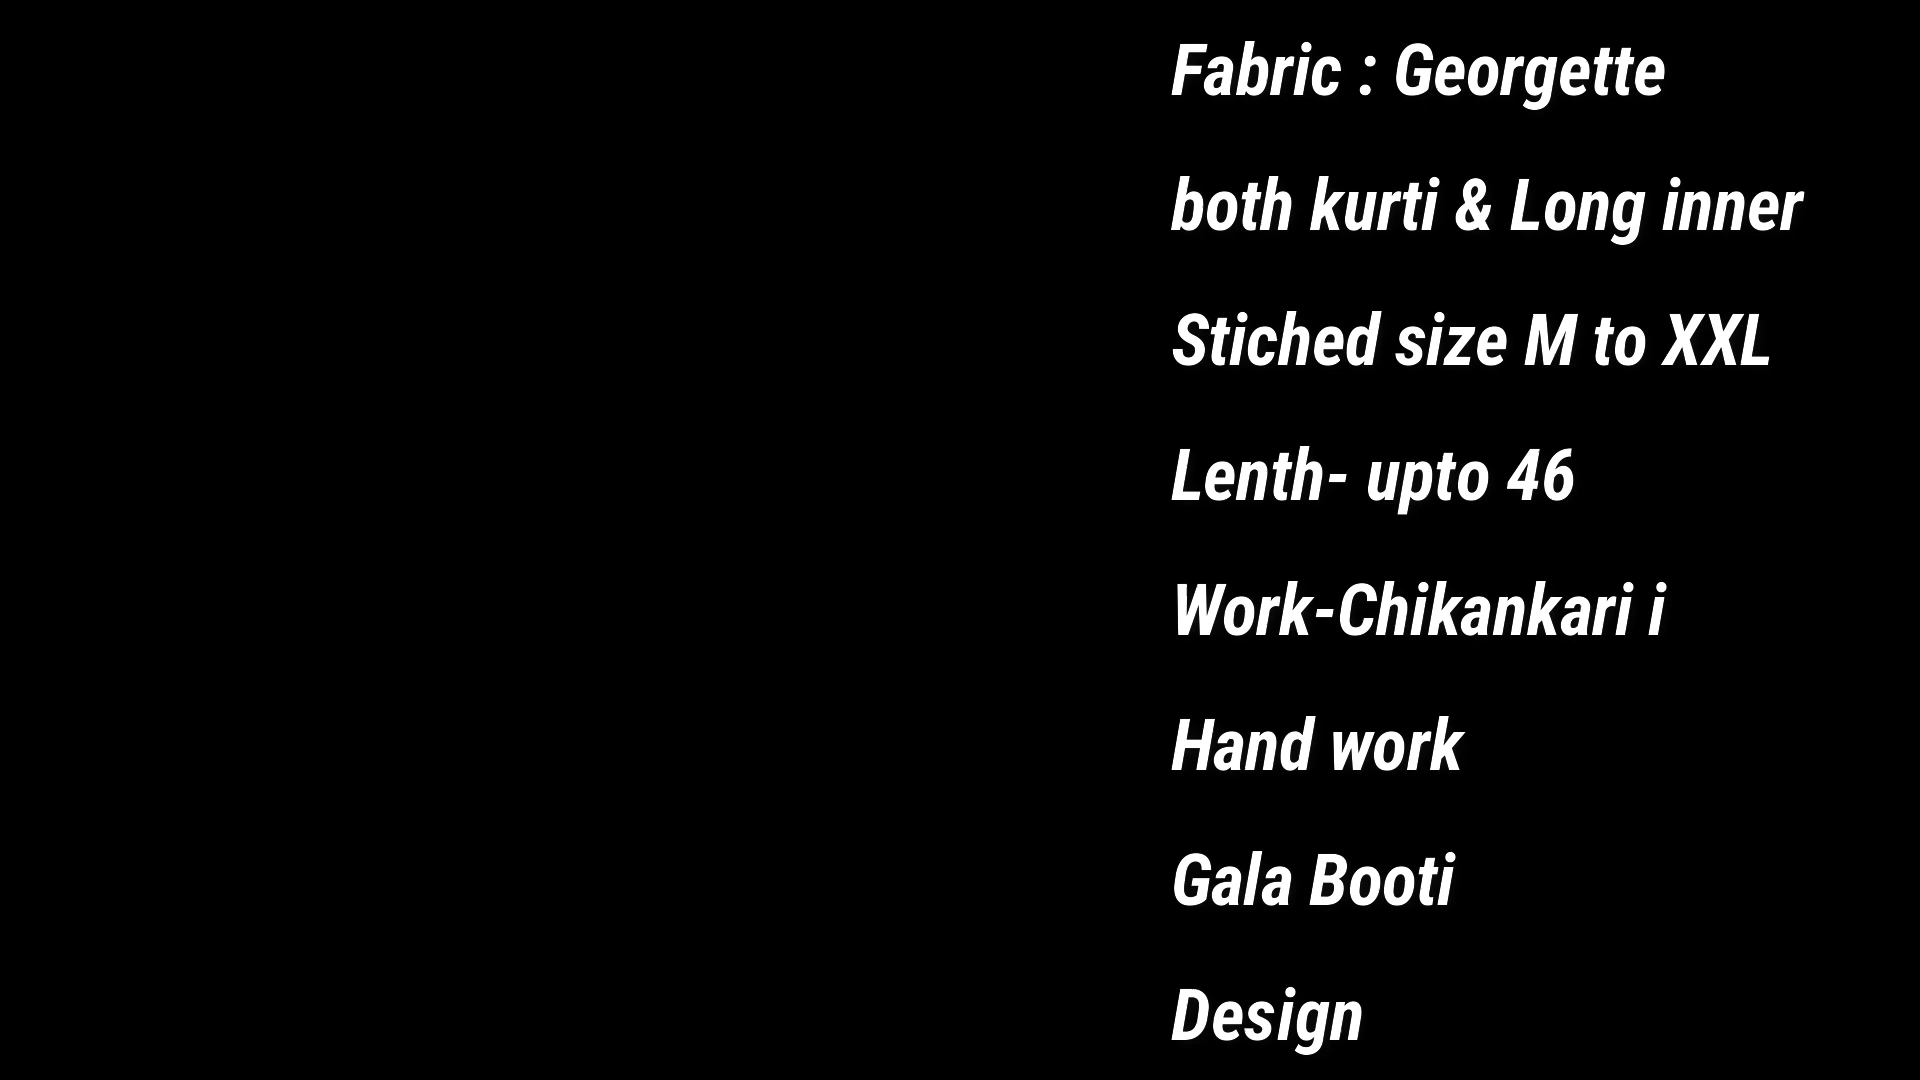 Fabric : Georgette
both kurti & Long inner
Stiched size M to XXL
Lenth- upto 46
Work-Chikankari i
Hand work
Gala Booti
Design